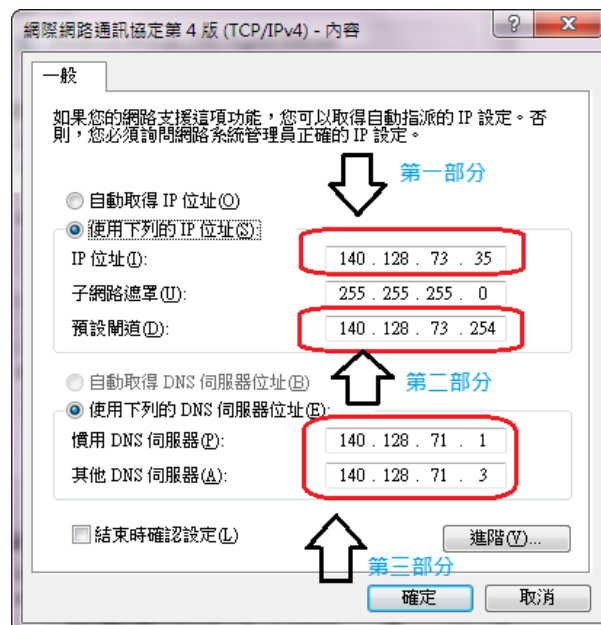 網際網路通訊協定第 4 版 (TCP/IPv4) - 內容
一般
如果您的網路支援這項功能，您可以取得自動指派的 IP 設定。否
則，您必須詢問網路系統管理員正確的 IP 設定。
第一部分
自動取得 IP 位址(O)
使用下列的 IP 位址(S):
IP 位址(I): 140 . 128 . 73 . 35
子網路遮罩(U): 255 . 255 . 255 . 0
預設閘道(D): 140 . 128 . 73 . 254
自動取得 DNS 伺服器位址(B) 第二部分
使用下列的 DNS 伺服器位址(E):
慣用 DNS 伺服器(P): 140 . 128 . 71 . 1
其他 DNS 伺服器(A): 140 . 128 . 71 . 3
結束時確認設定(L) 進階(V)...
第三部分
確定 取消